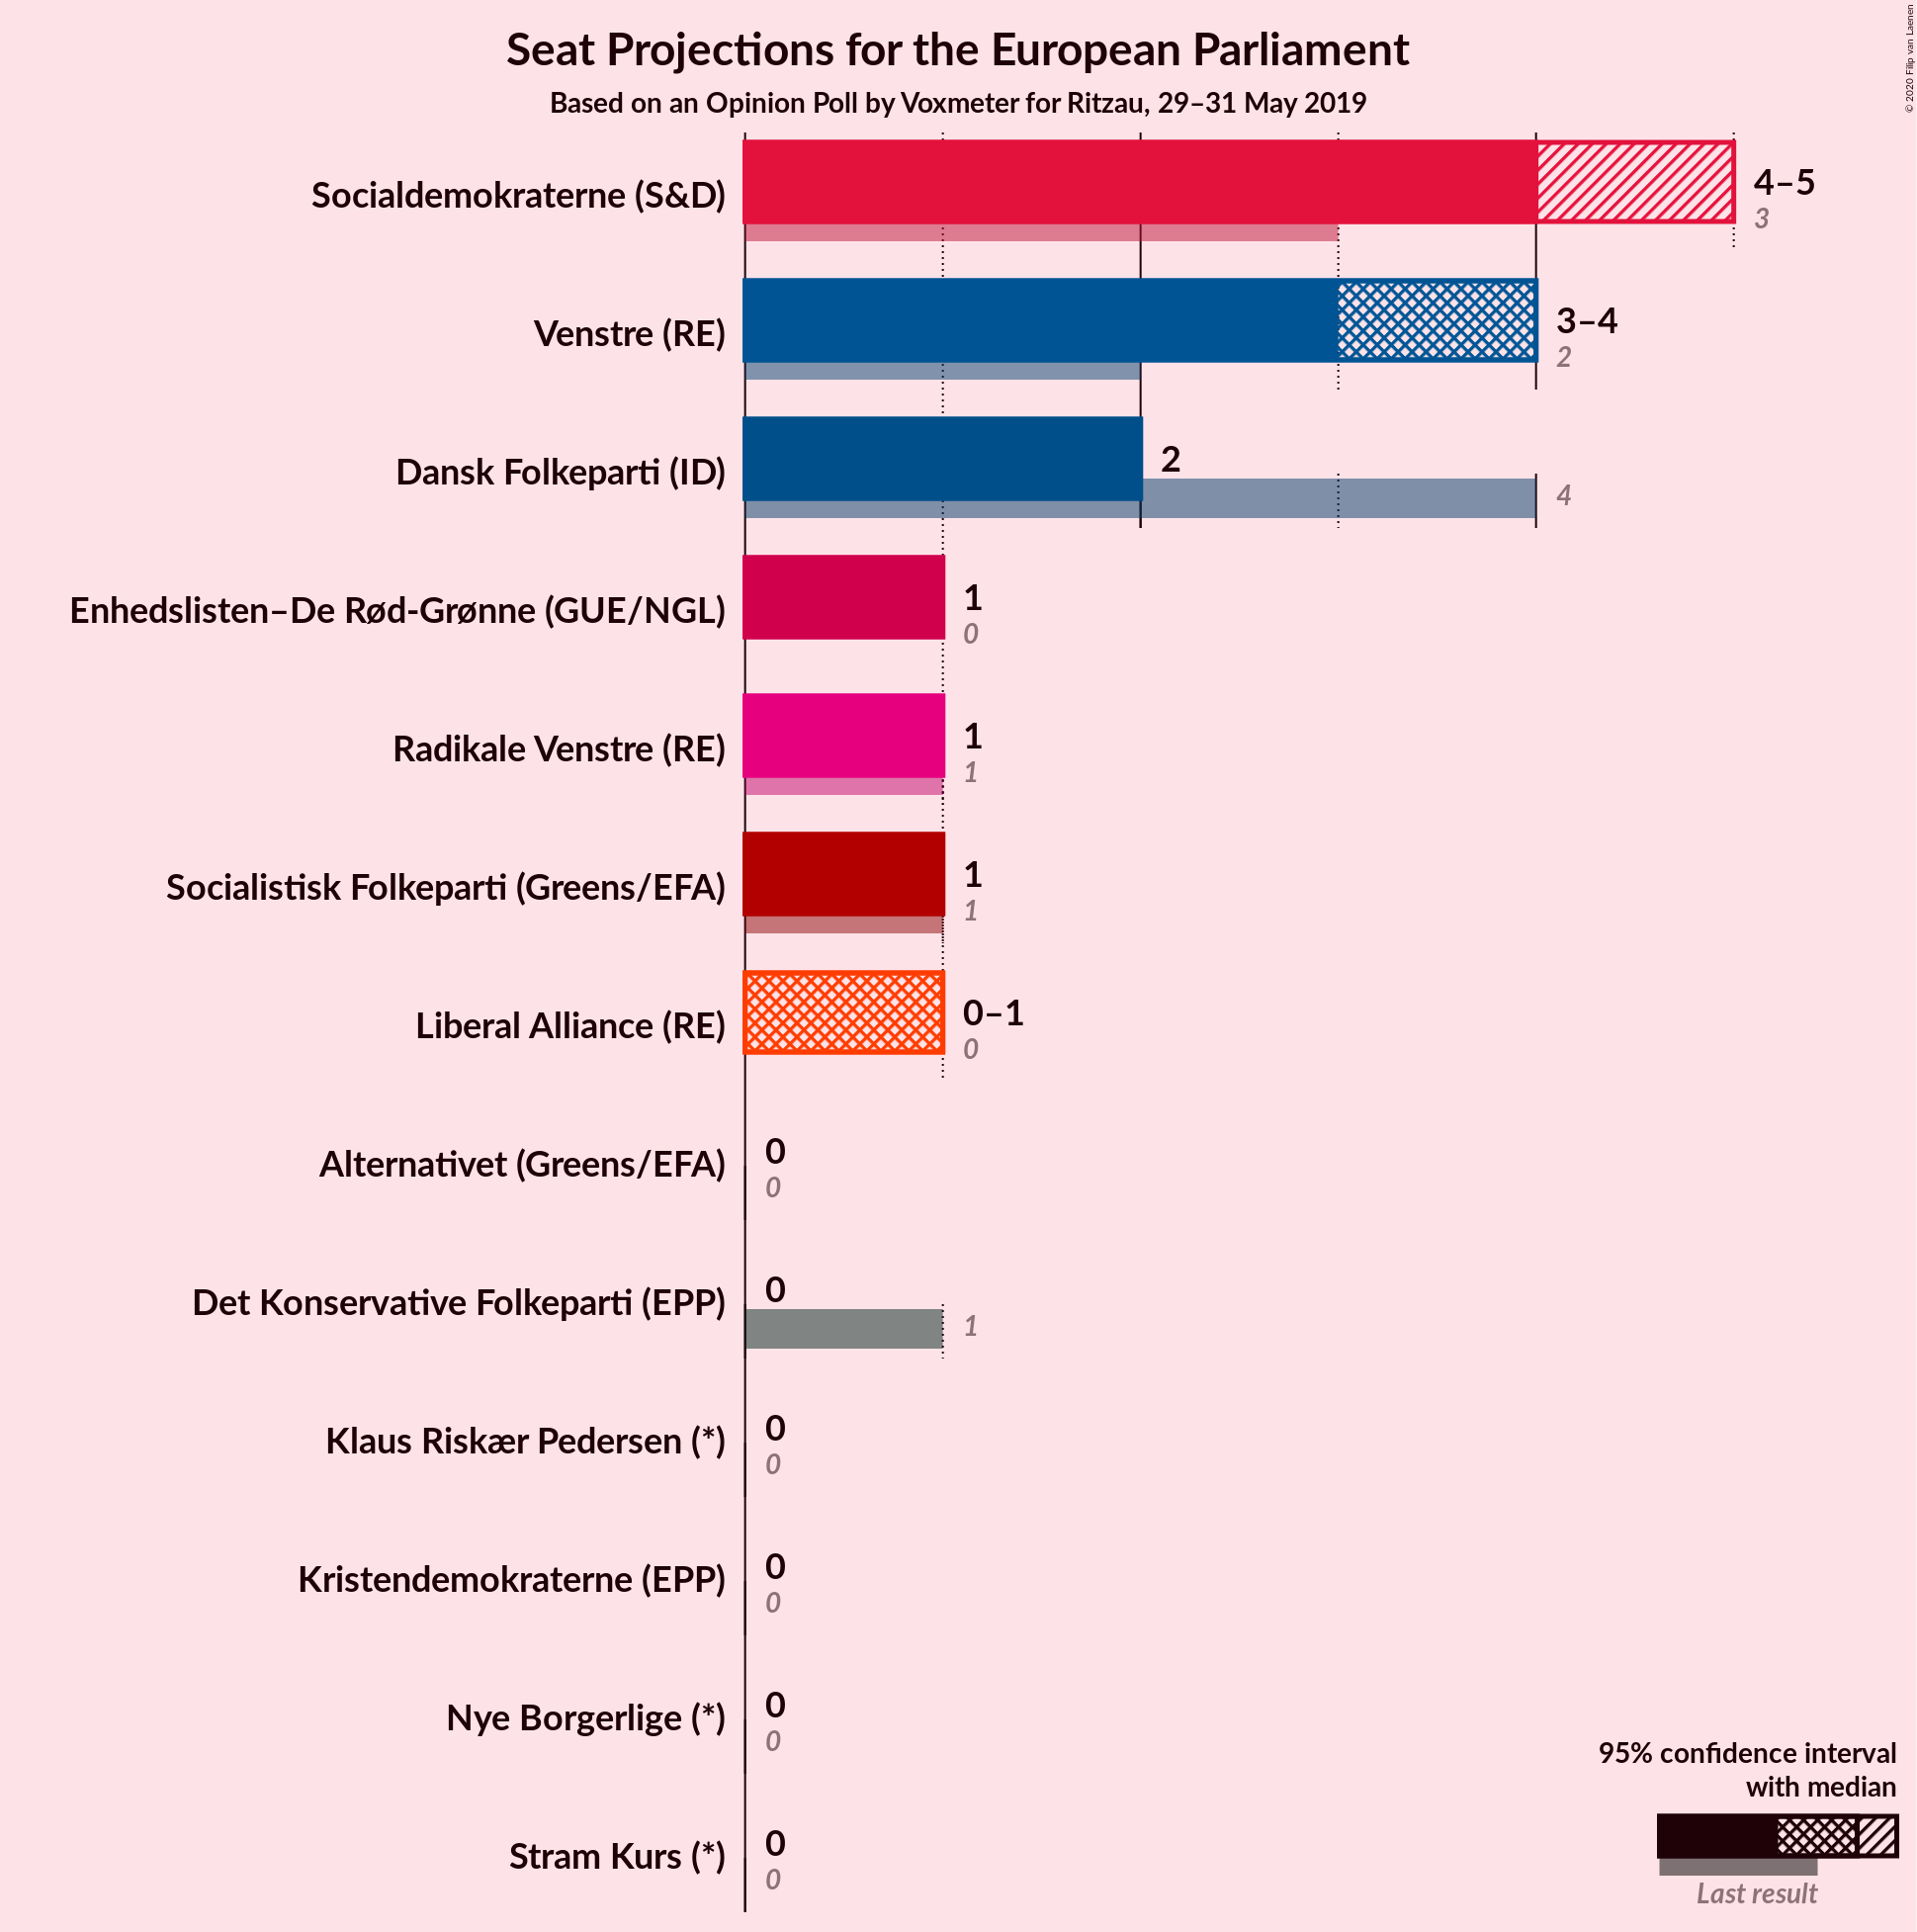 Seat Projections for the European Parliament
Based on an Opinion Poll by Voxmeter for Ritzau, 29–31 May 2019
© 2020 Filip van Laenen
Socialdemokraterne (S&D)
4–5
3
Venstre (RE)
3–4
2
Dansk Folkeparti (ID)
2
4
Enhedslisten–De Rød-Grønne (GUE/NGL)
1
0
Radikale Venstre (RE)
1
1
Socialistisk Folkeparti (Greens/EFA)
1
1
Liberal Alliance (RE)
0–1
0
Alternativet (Greens/EFA)
0
0
Det Konservative Folkeparti (EPP)
0
1
Klaus Riskær Pedersen (*)
0
0
Kristendemokraterne (EPP)
0
0
Nye Borgerlige (*)
0
0
Stram Kurs (*)
0
0
95% confidence interval
with median
Last result